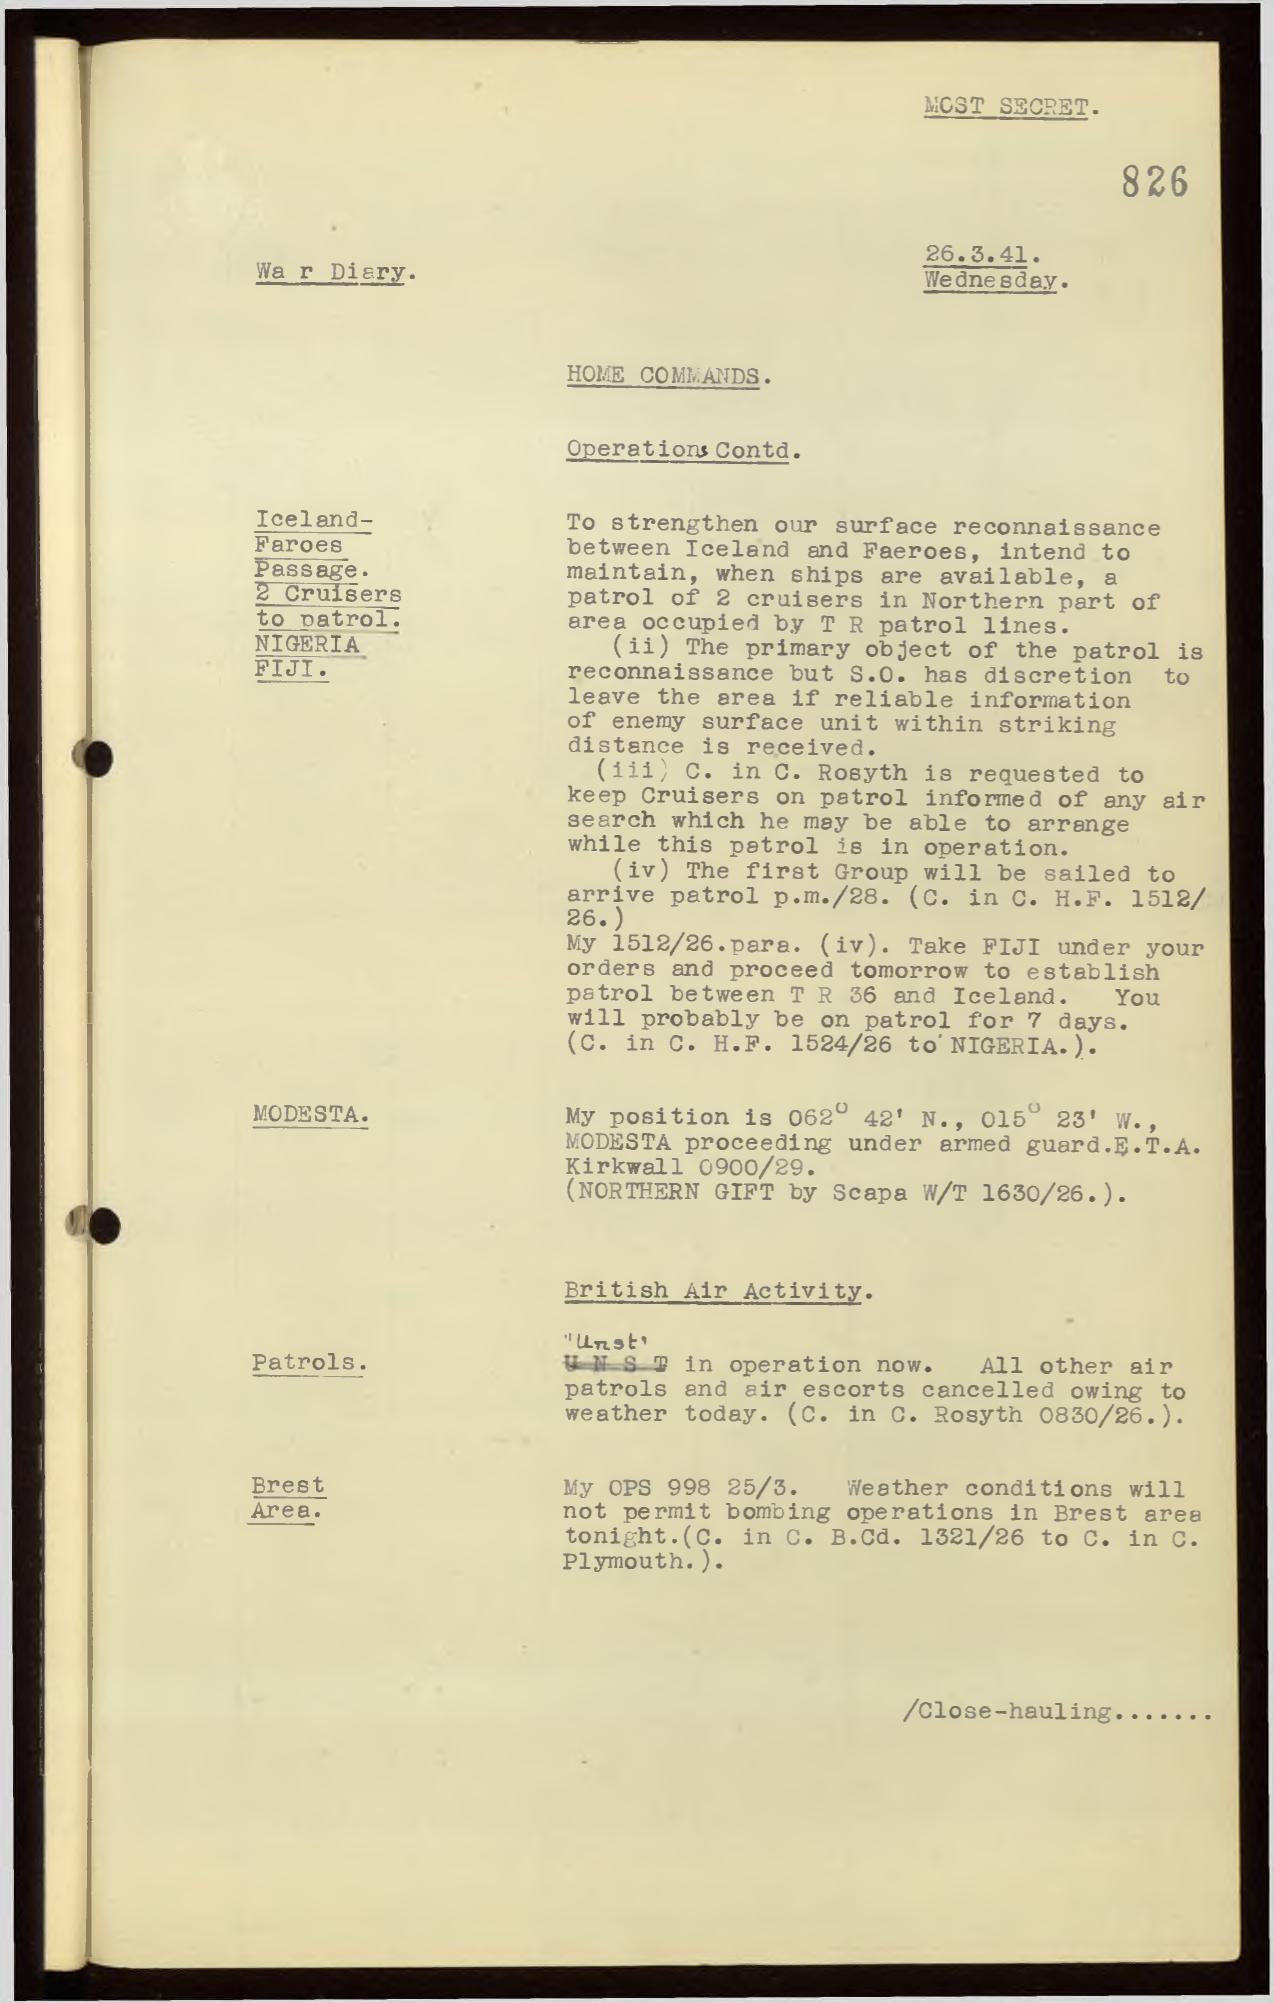 MOST SECRET.
826
26.3.41.
Wa r Diary.
Wednesday.
HOME COMMANDS.
Operations Contd.
Iceland-
Faroes
Passage.
2 Cruisers
to patrol.
NIGERIA
FIJI.
To strengthen our surface reconnaissance
between Iceland and Faeroes, intend to
maintain, when ships are available, a
patrol of 2 cruisers in Northern part of
area occupied by T R patrol lines.
(ii) The primary object of the patrol is
reconnaissance but S.O. has discretion to
leave the area if reliable information
of enemy surface unit within striking
distance is received.
(iii) C. in C. Rosyth is requested to
keep Cruisers on patrol informed of any air
search which he may be able to arrange
while this patrol is in operation.
(iv) The first Group will be sailed to
arrive patrol p.m./28. (C. in C. H.F. 1512/
26.)
My 1512/26.para. (iv). Take FIJI under your
orders and proceed tomorrow to establish
patrol between T R 36 and Iceland. You
will probably be on patrol for 7 days.
(C. in C. H.F. 1524/26 to NIGERIA.).
MODESTA.
My position is 062° 42' N., 015° 23' W.,
MODESTA proceeding under armed guard.E.T.A.
Kirkwall 0900/29.
(NORTHERN GIFT by Scapa W/T 1630/26.).
British Air Activity.
"Unst"
Patrols.
U N S T in operation now. All other air
patrols and air escorts cancelled owing to
weather today. (C. in C. Rosyth 0830/26.).
Brest
Area.
My OPS 998 25/3. Weather conditions will
not permit bombing operations in Brest area
tonight.(C. in C. B.Cd. 1321/26 to C. in C.
Plymouth.).
/Close-hauling.......